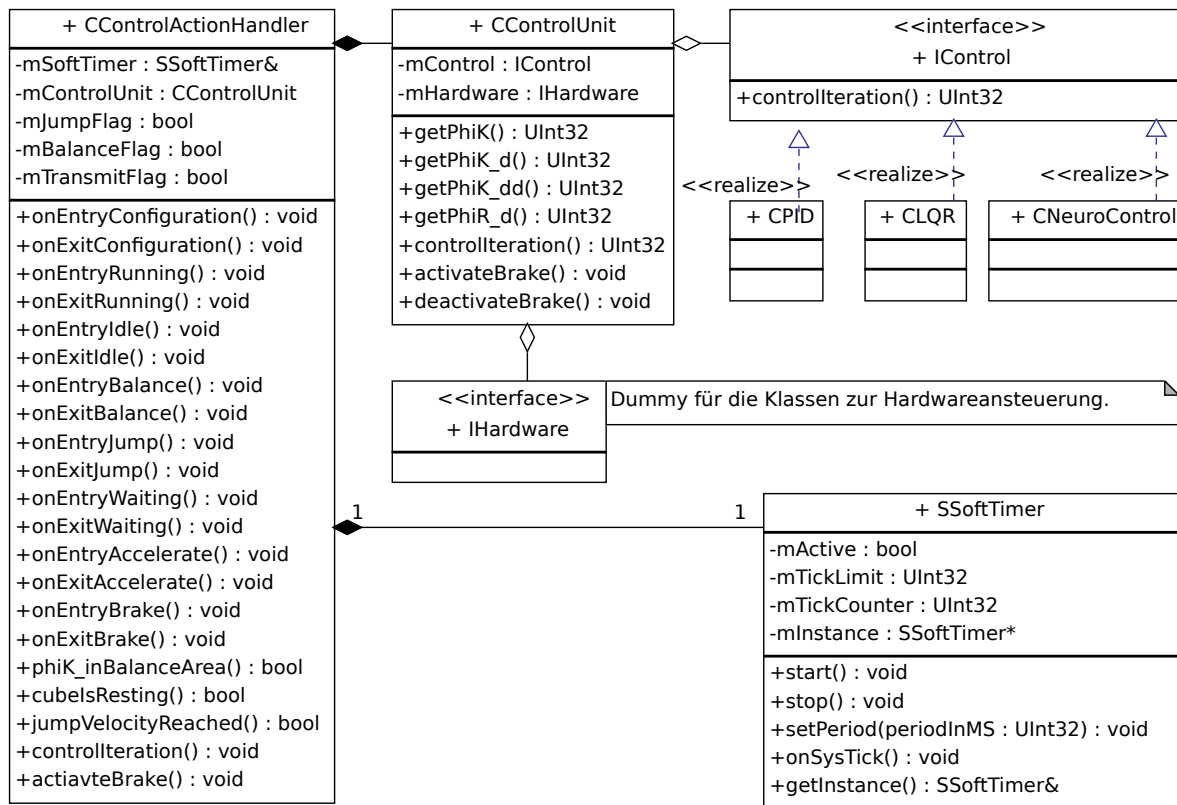 + CControlActionHandler
-mSoftTimer : SSoftTimer&
-mControlUnit : CControlUnit
-mJumpFlag : bool
-mBalanceFlag : bool
-mTransmitFlag : bool
+onEntryConfiguration() : void
+onExitConfiguration() : void
+onEntryRunning() : void
+onExitRunning() : void
+onEntryIdle() : void
+onExitIdle() : void
+onEntryBalance() : void
+onExitBalance() : void
+onEntryJump() : void
+onExitJump() : void
+onEntryWaiting() : void
+onExitWaiting() : void
+onEntryAccelerate() : void
+onExitAccelerate() : void
+onEntryBrake() : void
+onExitBrake() : void
+phiK_inBalanceArea() : bool
+cubeIsResting() : bool
+jumpVelocityReached() : bool
+controlIteration() : void
+actiavteBrake() : void
+ CControlUnit
-mControl : IControl
-mHardware : IHardware
+getPhiK() : UInt32
+getPhiK_d() : UInt32
+getPhiK_dd() : UInt32
+getPhiR_d() : UInt32
+controlIteration() : UInt32
+activateBrake() : void
+deactivateBrake() : void
<<interface>>
+ IControl
+controlIteration() : UInt32
<<realize>>
<<realize>>
<<realize>>
+ CPID
+ CLQR
+ CNeuroControl
<<interface>>
+ IHardware
Dummy für die Klassen zur Hardwareansteuerung.
1
1
+ SSoftTimer
-mActive : bool
-mTickLimit : UInt32
-mTickCounter : UInt32
-mInstance : SSoftTimer*
+start() : void
+stop() : void
+setPeriod(periodInMS : UInt32) : void
+onSysTick() : void
+getInstance() : SSoftTimer&